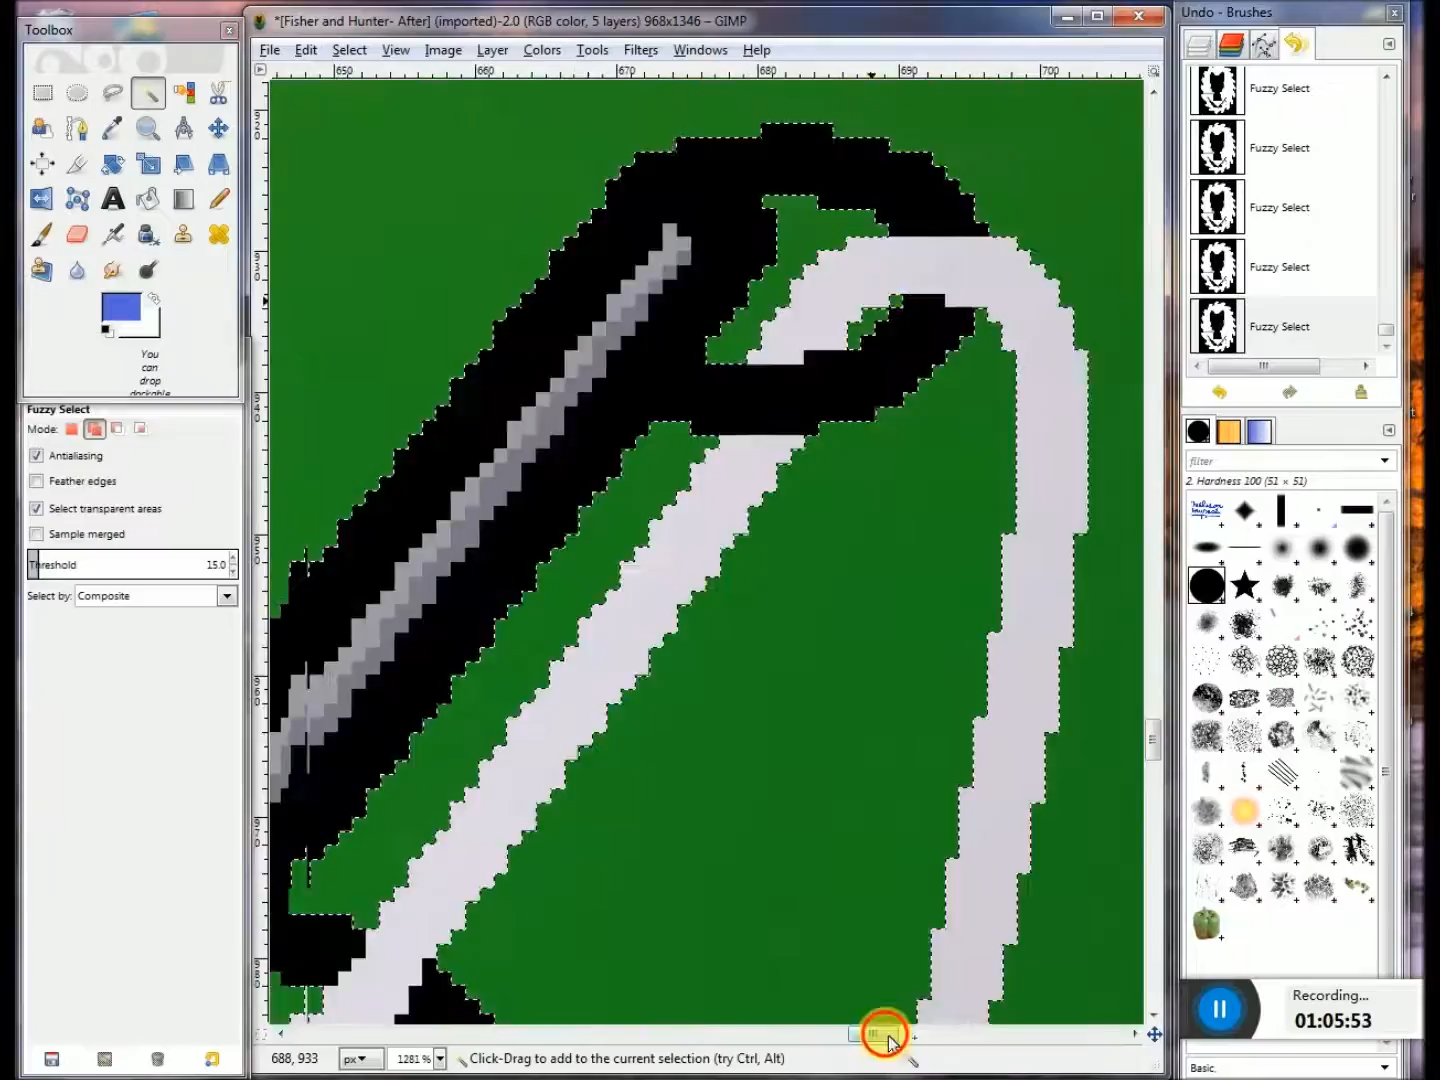 Toolbox
*[Fisher and Hunter- After] (imported)-2.0 (RGB color, 5 layers) 968x1346 – GIMP
Undo - Brushes
File Edit Select View Image Layer Colors Tools Filters Windows Help
650 660 670 680 690 700
Fuzzy Select
Fuzzy Select
Fuzzy Select
Fuzzy Select
Fuzzy Select
You
can
drop
dockable
Fuzzy Select
Mode:
Antialiasing
Feather edges
Select transparent areas
Sample merged
Threshold 15.0
Select by: Composite
filter
2. Hardness 100 (51 × 51)
Recording...
01:05:53
688, 933 px 1281 % Click-Drag to add to the current selection (try Ctrl, Alt)
Basic,